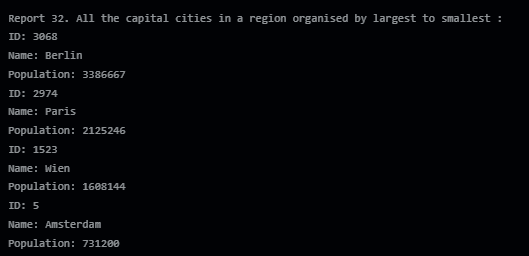 Report 32. All the capital cities in a region organised by largest to smallest :
ID: 3068
Name: Berlin
Population: 3386667
ID: 2974
Name: Paris
Population: 2125246
ID: 1523
Name: Wien
Population: 1608144
ID: 5
Name: Amsterdam
Population: 731200